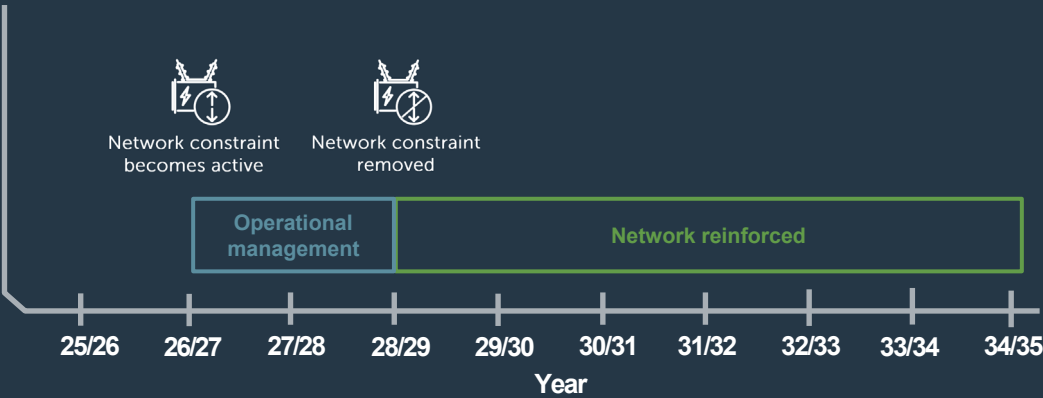 Network constraint
becomes active
Network constraint
removed
Operational
management
Network reinforced
25/26 26/27 27/28 28/29 29/30 30/31 31/32 32/33 33/34 34/35
Year